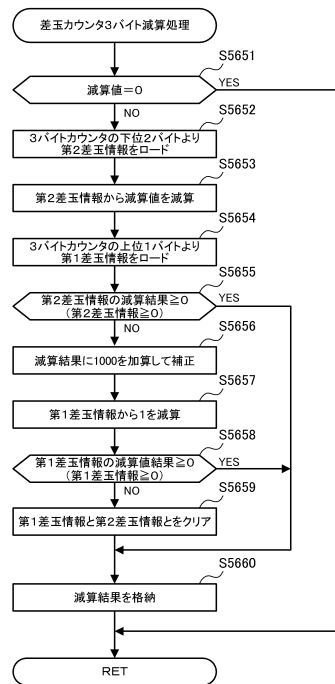 差玉カウンタ3バイト減算処理
S5651
減算値=0
YES
NO
S5652
3バイトカウンタの下位2バイトより
第2差玉情報をロード
S5653
第2差玉情報から減算値を減算
S5654
3バイトカウンタの上位1バイトより
第1差玉情報をロード
S5655
第2差玉情報の減算結果≧0
(第2差玉情報≧0)
YES
NO
S5656
減算結果に1000を加算して補正
S5657
第1差玉情報から1を減算
S5658
第1差玉情報の減算値結果≧0
(第1差玉情報≧0)
YES
NO
S5659
第1差玉情報と第2差玉情報とをクリア
S5660
減算結果を格納
RET